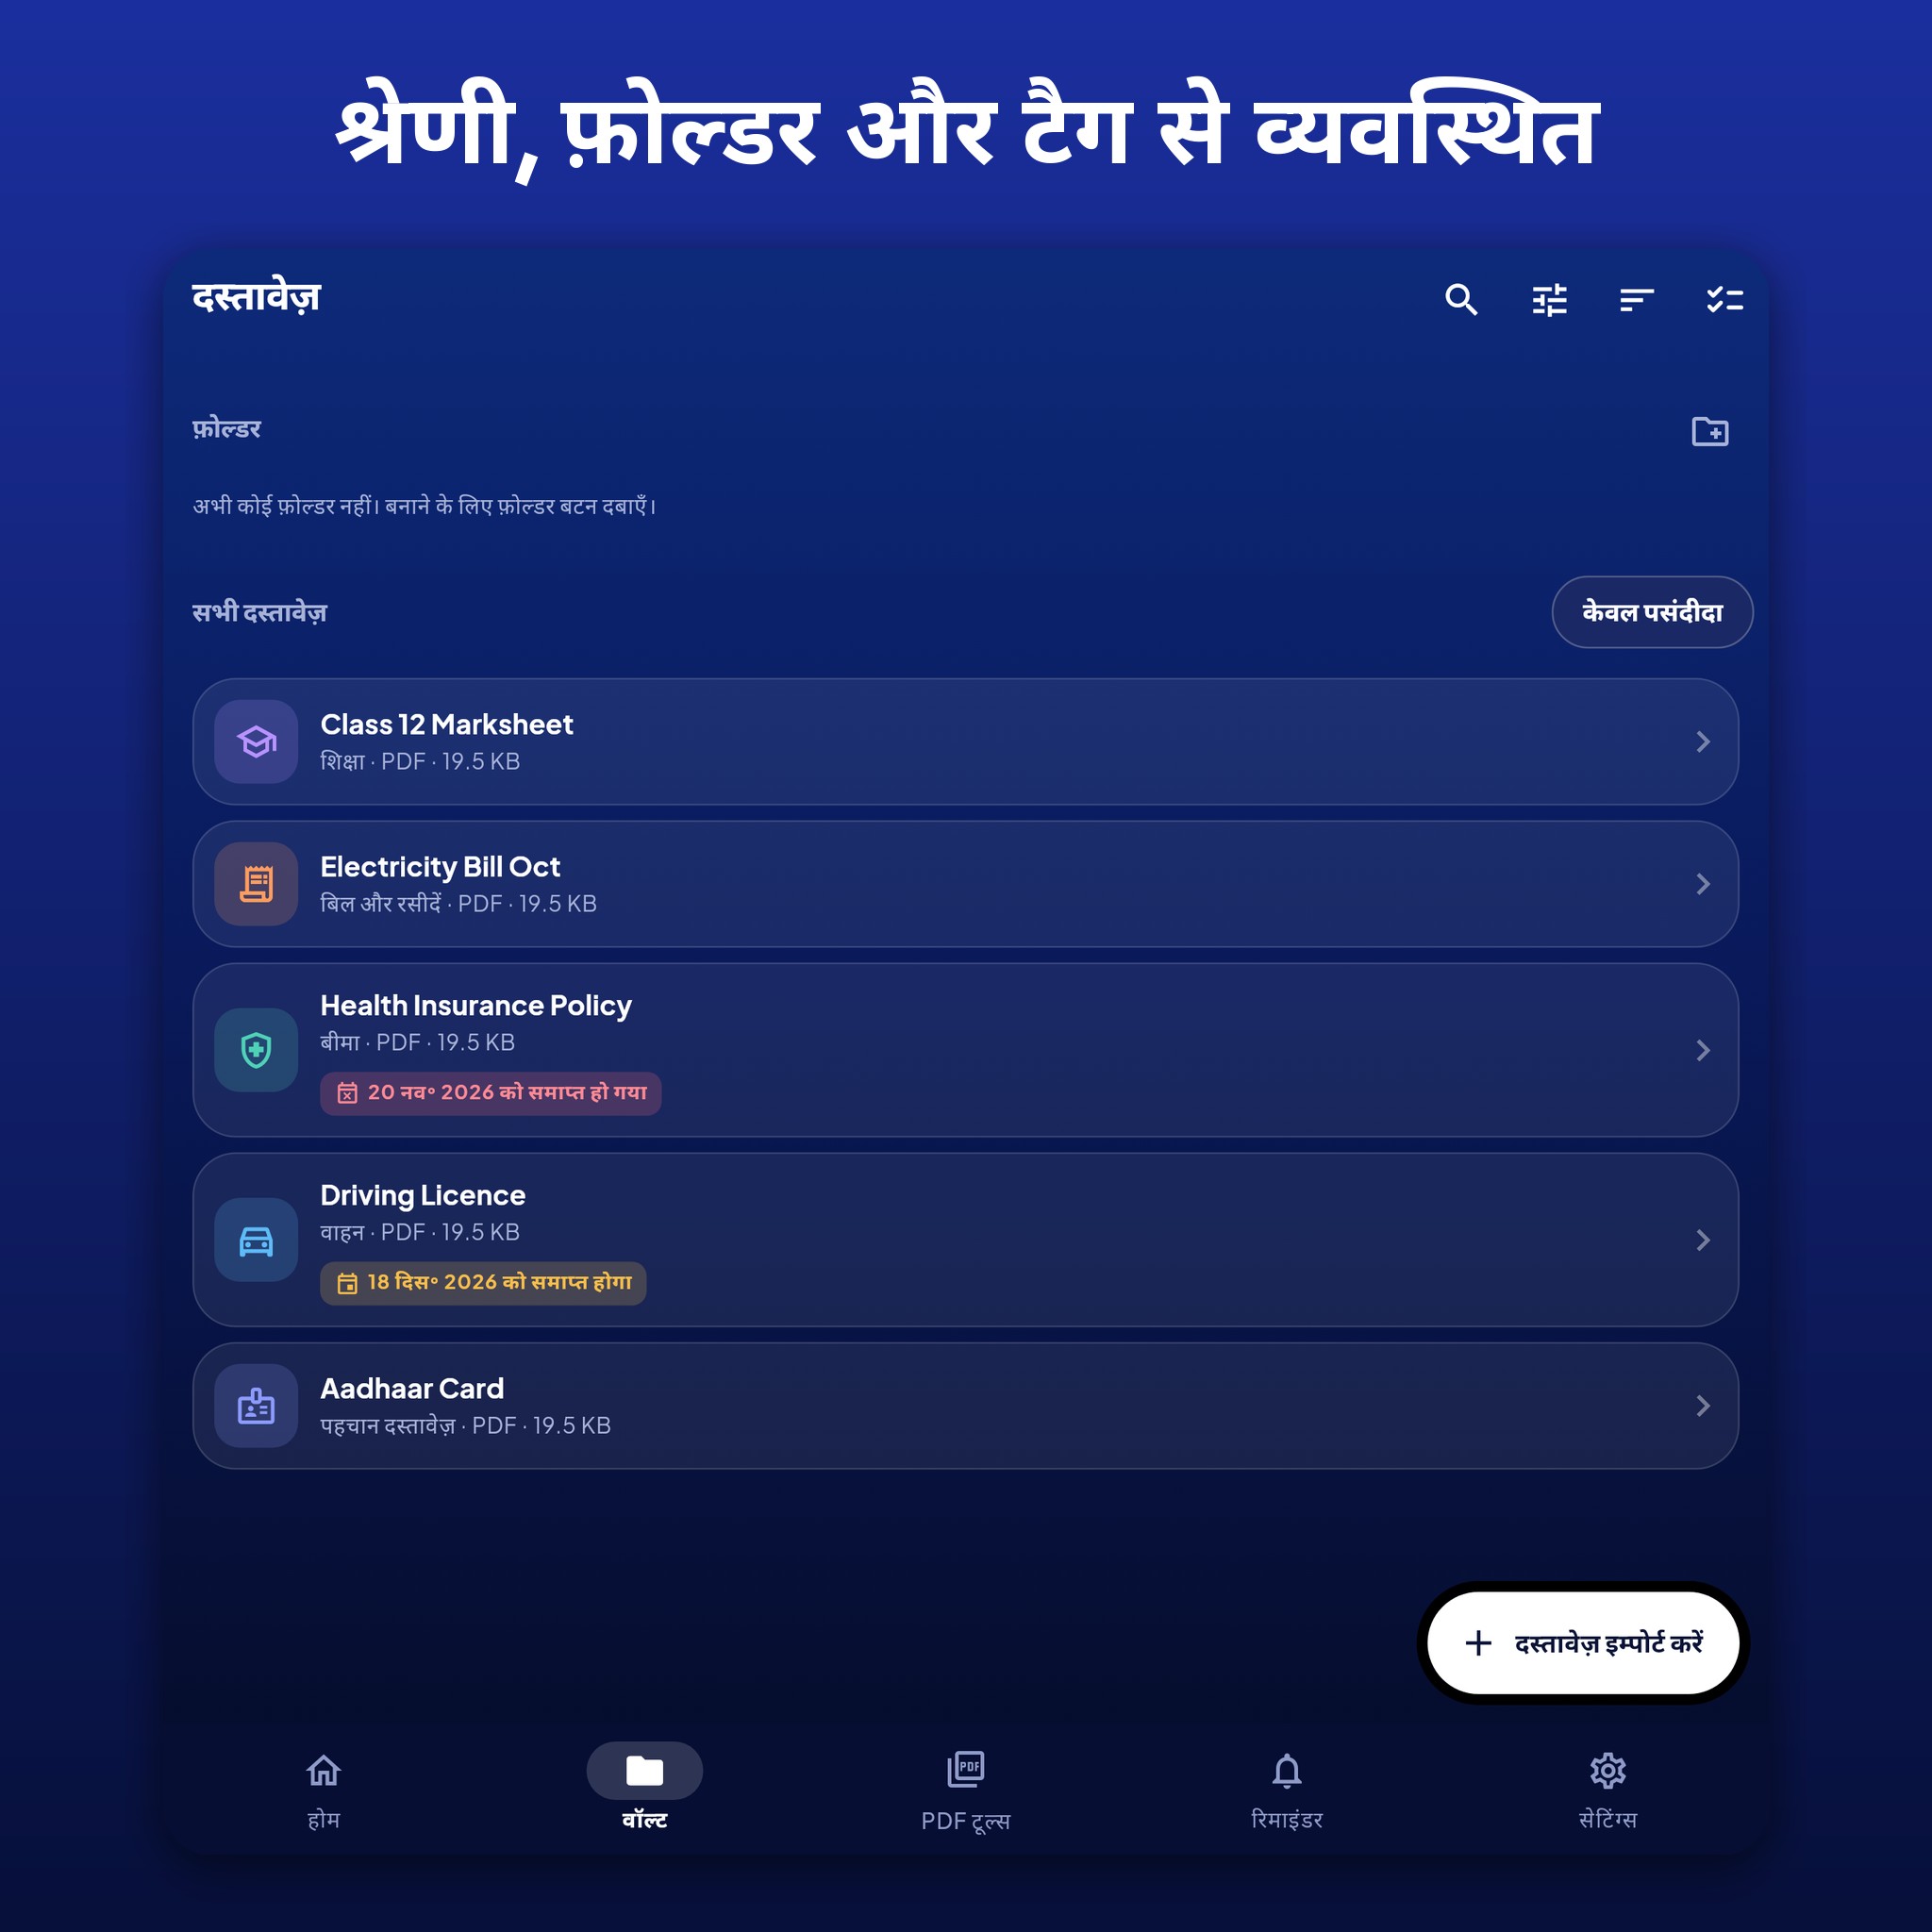 श्रेणी, फ़ोल्डर और टैग से व्यवस्थित
दस्तावेज़
फ़ोल्डर
अभी कोई फ़ोल्डर नहीं। बनाने के लिए फ़ोल्डर बटन दबाएँ।
सभी दस्तावेज़
केवल पसंदीदा
Class 12 Marksheet
शिक्षा · PDF · 19.5 KB
Electricity Bill Oct
बिल और रसीदें · PDF · 19.5 KB
Health Insurance Policy
बीमा · PDF · 19.5 KB
20 नव॰ 2026 को समाप्त हो गया
Driving Licence
वाहन · PDF · 19.5 KB
18 दिस॰ 2026 को समाप्त होगा
Aadhaar Card
पहचान दस्तावेज़ · PDF · 19.5 KB
+ दस्तावेज़ इम्पोर्ट करें
होम
वॉल्ट
PDF
PDF टूल्स
रिमाइंडर
सेटिंग्स